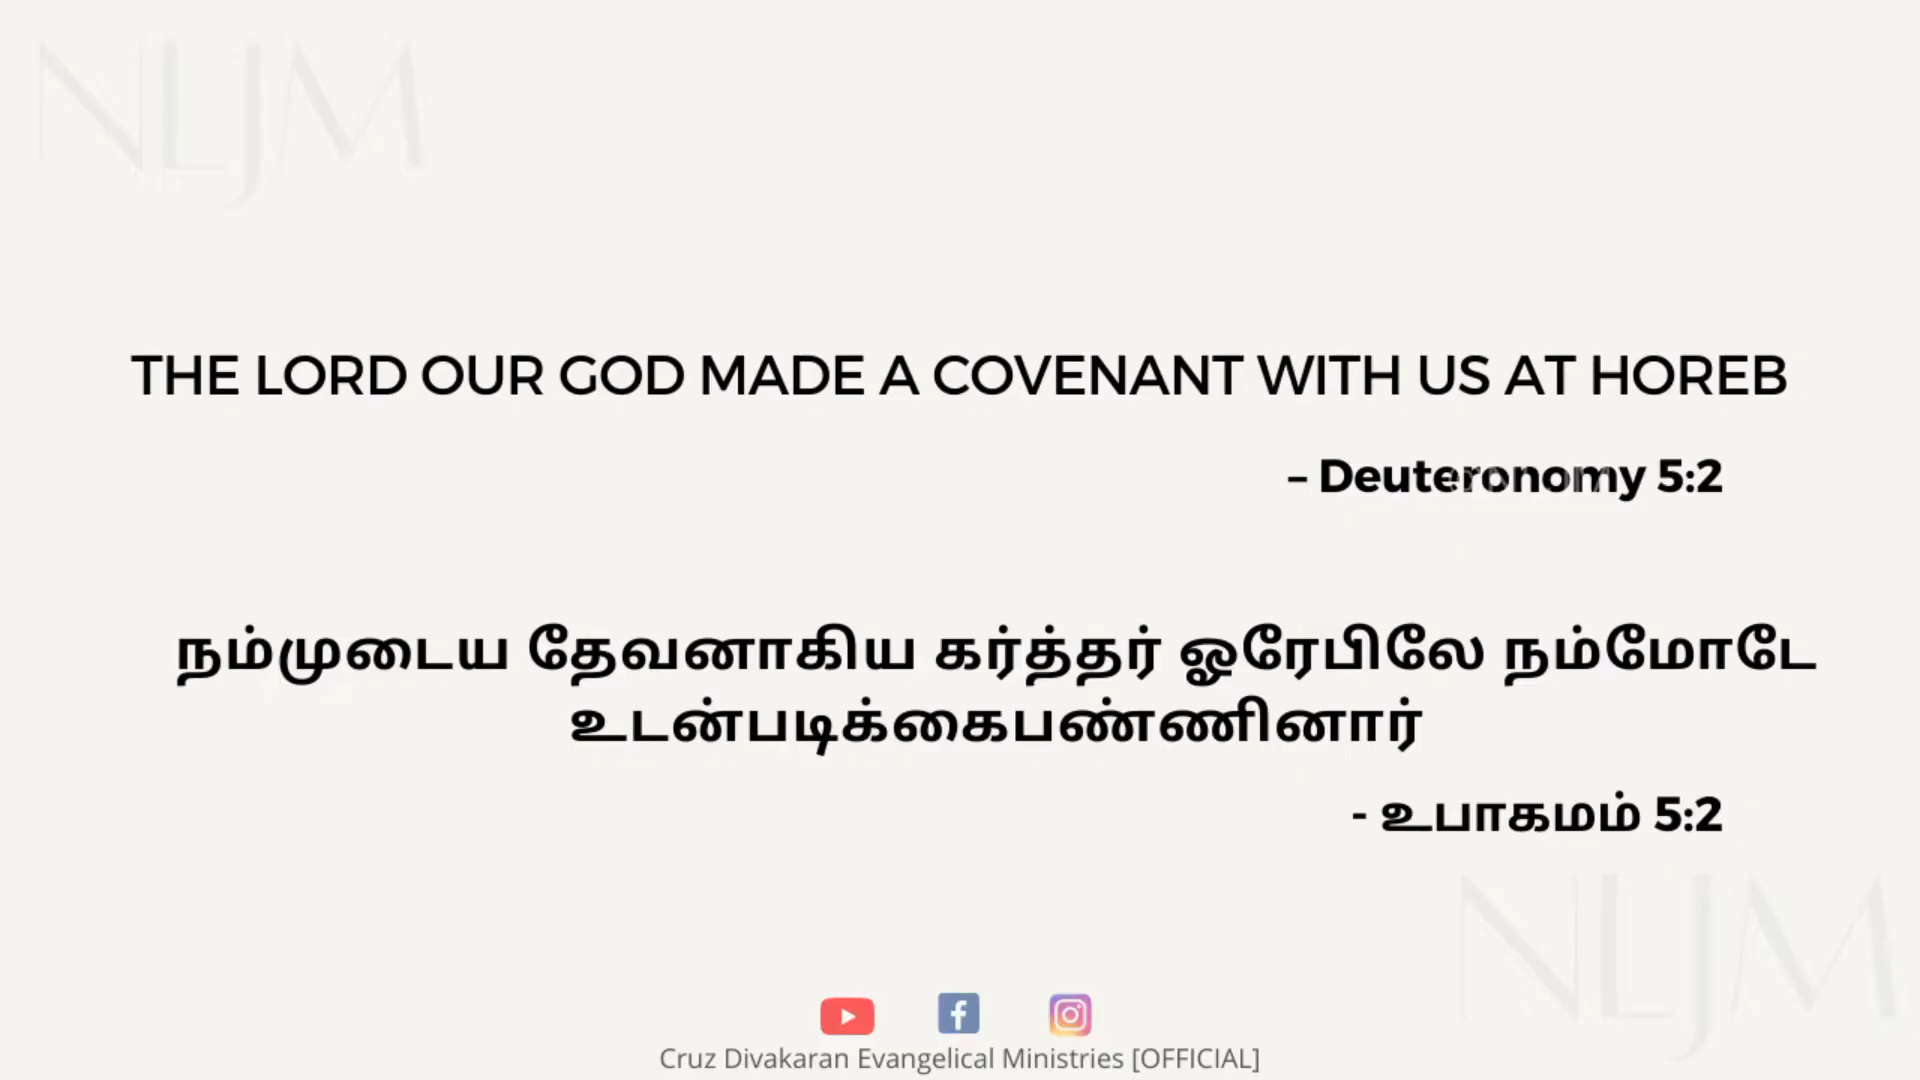 NLJM
THE LORD OUR GOD MADE A COVENANT WITH US AT HOREB
– Deuteronomy 5:2
நம்முடைய தேவனாகிய கர்த்தர் ஓரேபிலே நம்மோடே
உடன்படிக்கைபண்ணினார்
- உபாகமம் 5:2
NLJM
Cruz Divakaran Evangelical Ministries [OFFICIAL]